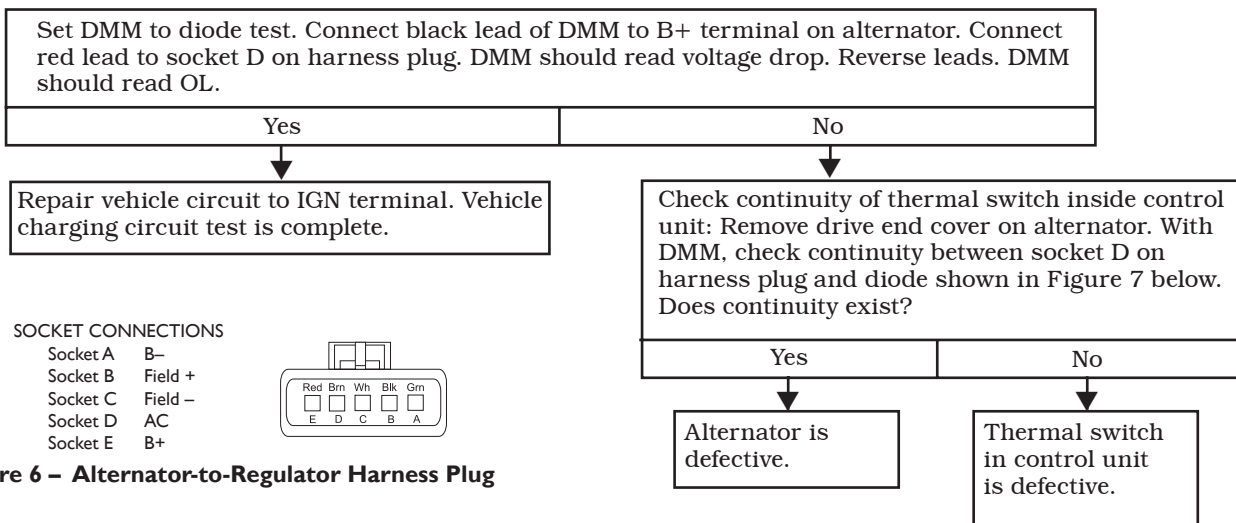 Set DMM to diode test. Connect black lead of DMM to B+ terminal on alternator. Connect
red lead to socket D on harness plug. DMM should read voltage drop. Reverse leads. DMM
should read OL.
Yes
No
Repair vehicle circuit to IGN terminal. Vehicle
charging circuit test is complete.
Check continuity of thermal switch inside control
unit: Remove drive end cover on alternator. With
DMM, check continuity between socket D on
harness plug and diode shown in Figure 7 below.
Does continuity exist?
Yes
No
Alternator is
defective.
Thermal switch
in control unit
is defective.
SOCKET CONNECTIONS
Socket A B–
Socket B Field +
Socket C Field –
Socket D AC
Socket E B+
Red Brn Wh Blk Grn
E D C B A
re 6 – Alternator-to-Regulator Harness Plug